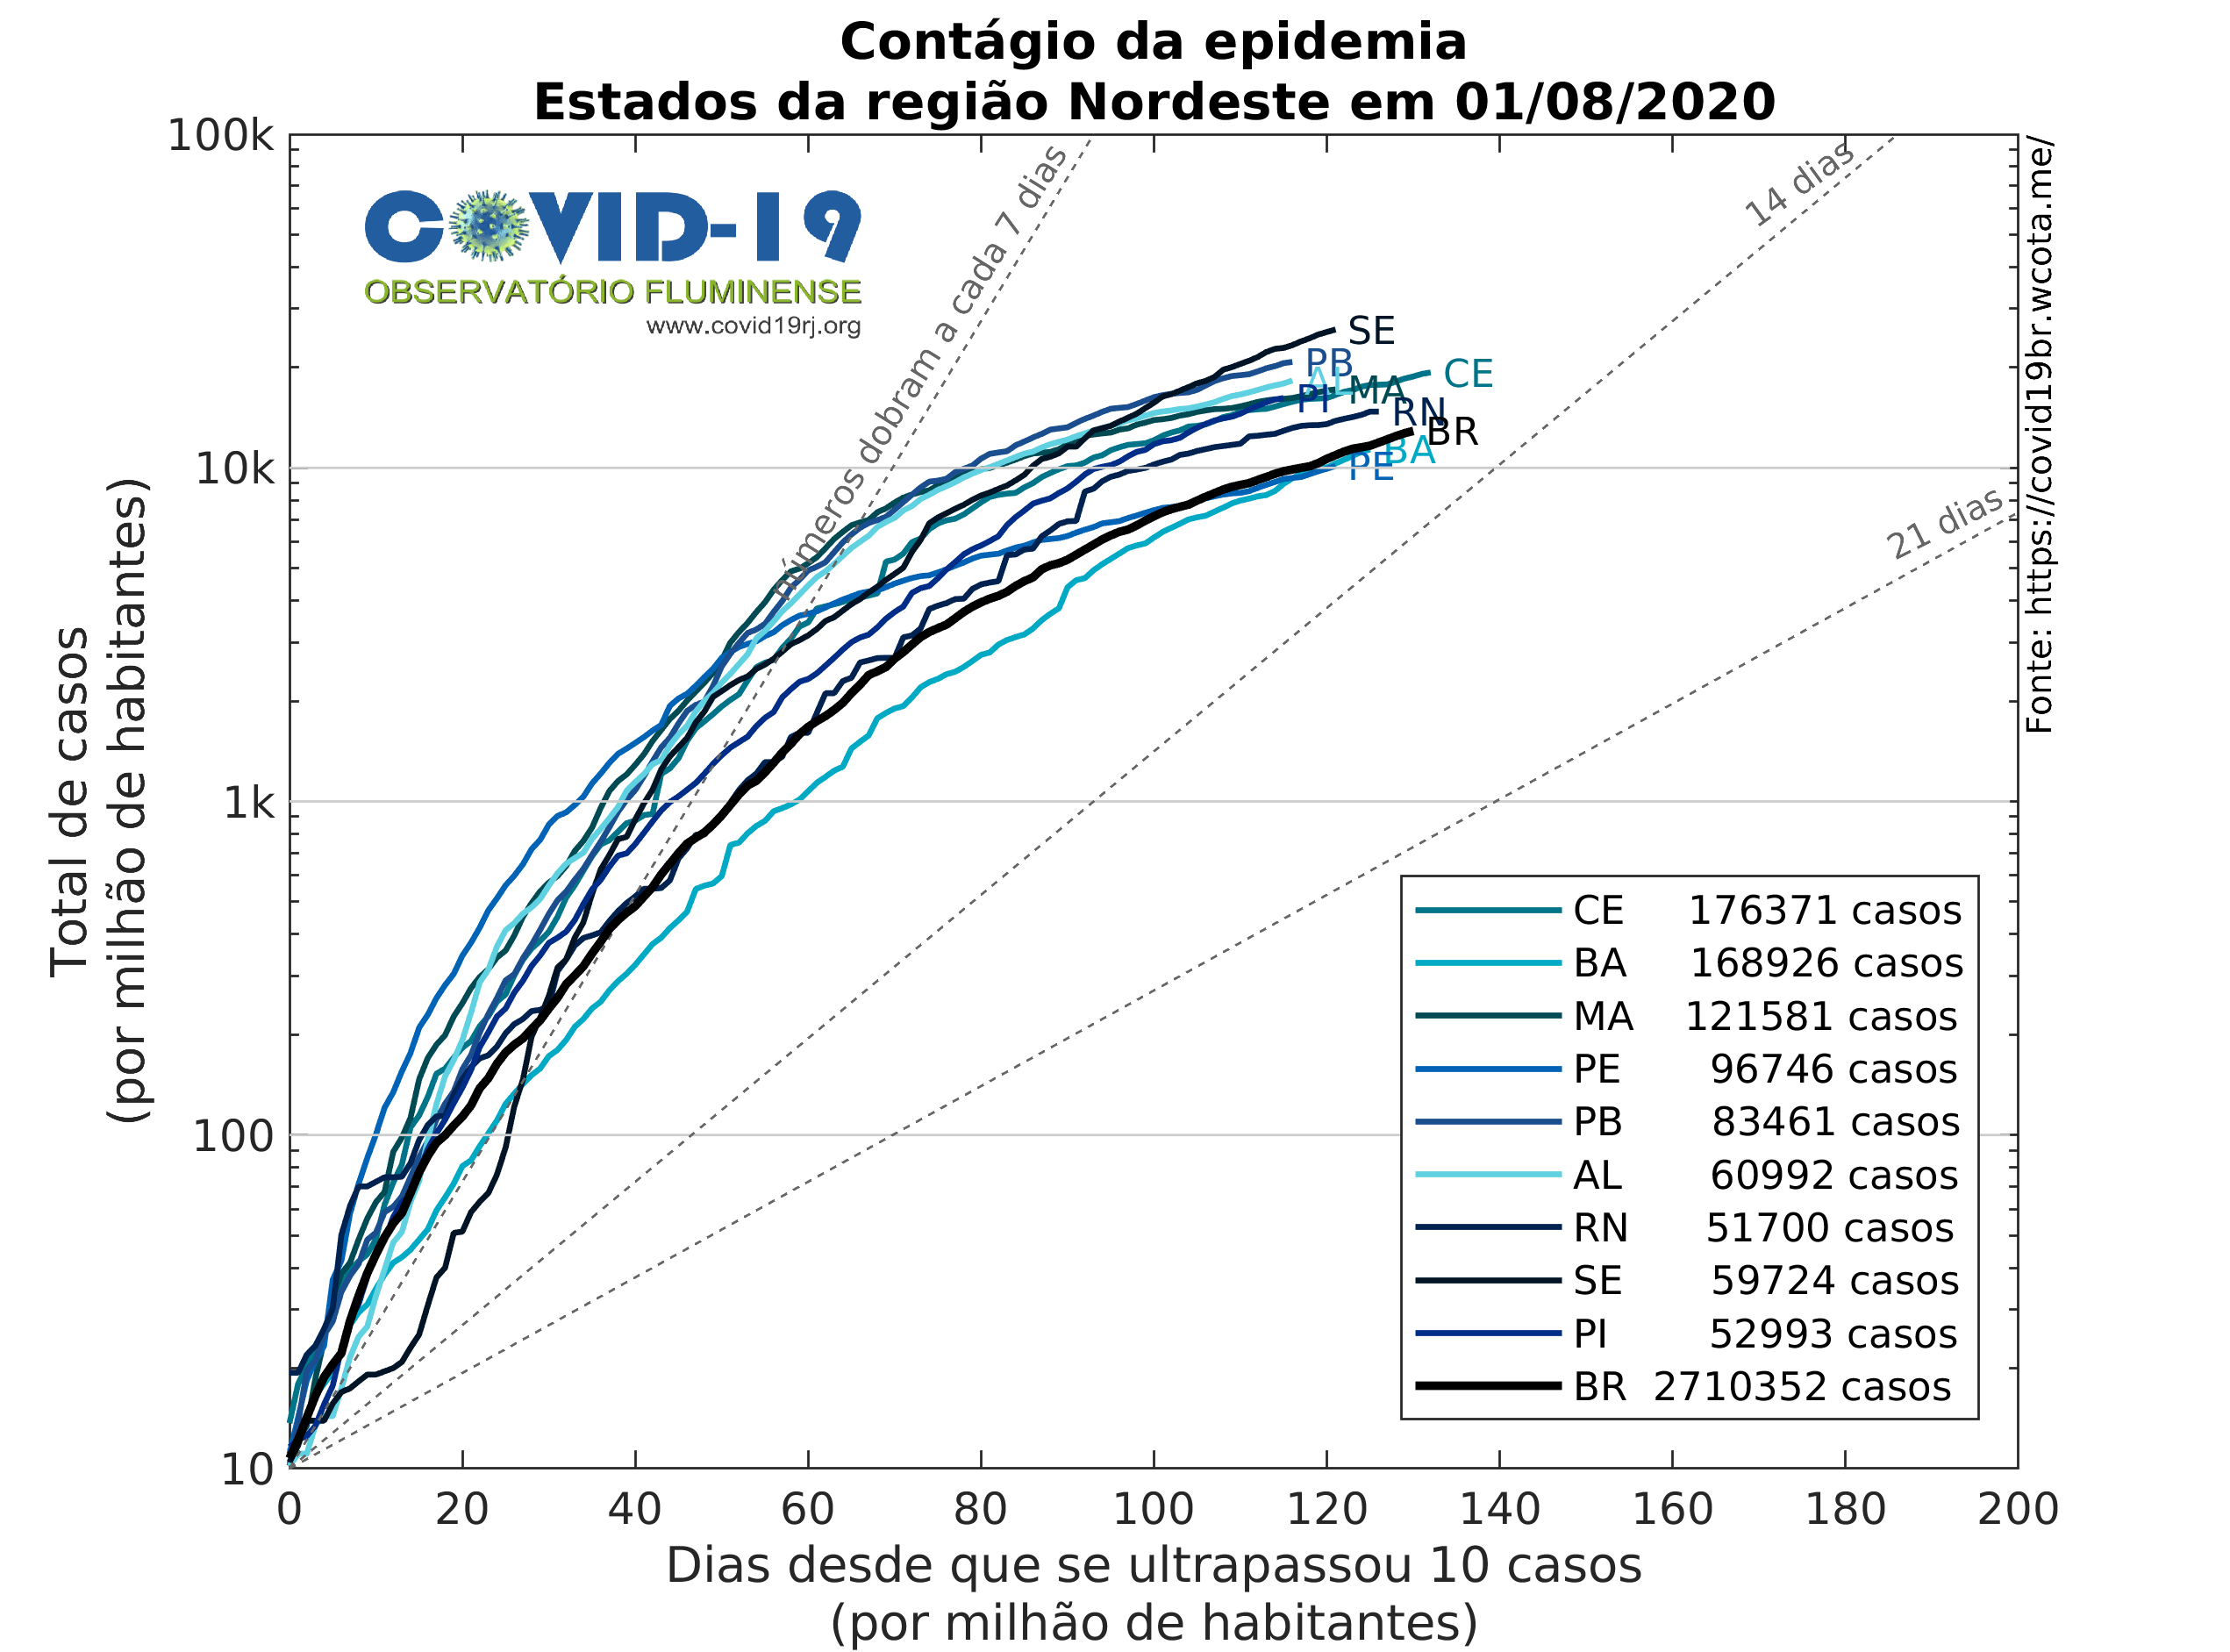 Contágio da epidemia
Estados da região Nordeste em 01/08/2020
100k
10k
1k
100
10
Total de casos
(por milhão de habitantes)
COVID-19
OBSERVATÓRIO FLUMINENSE
www.covid19rj.org
Números dobram a cada 7 dias
14 dias
21 dias
Fonte: https://covid19br.wcota.me/
SE
PB
AL
PI
MA
CE
RN
BR
BA
PE
CE 176371 casos
BA 168926 casos
MA 121581 casos
PE 96746 casos
PB 83461 casos
AL 60992 casos
RN 51700 casos
SE 59724 casos
PI 52993 casos
BR 2710352 casos
0 20 40 60 80 100 120 140 160 180 200
Dias desde que se ultrapassou 10 casos
(por milhão de habitantes)